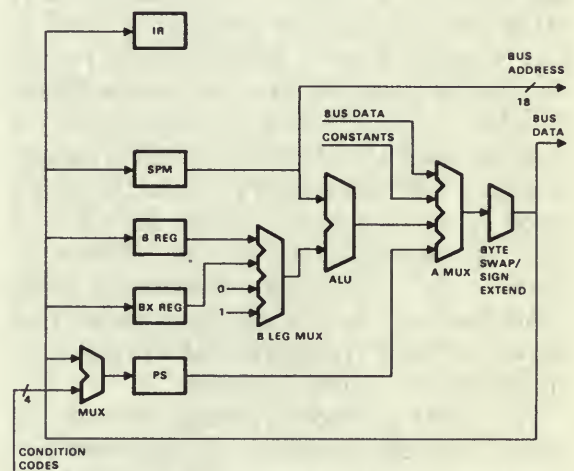 IR
BUS
ADDRESS
18
BUS
DATA
BUS DATA
CONSTANTS
SPM
B REG
ALU
A MUX
BYTE
SWAP/
SIGN
EXTEND
BX REG
0
1
B LEG MUX
PS
MUX
4
CONDITION
CODES